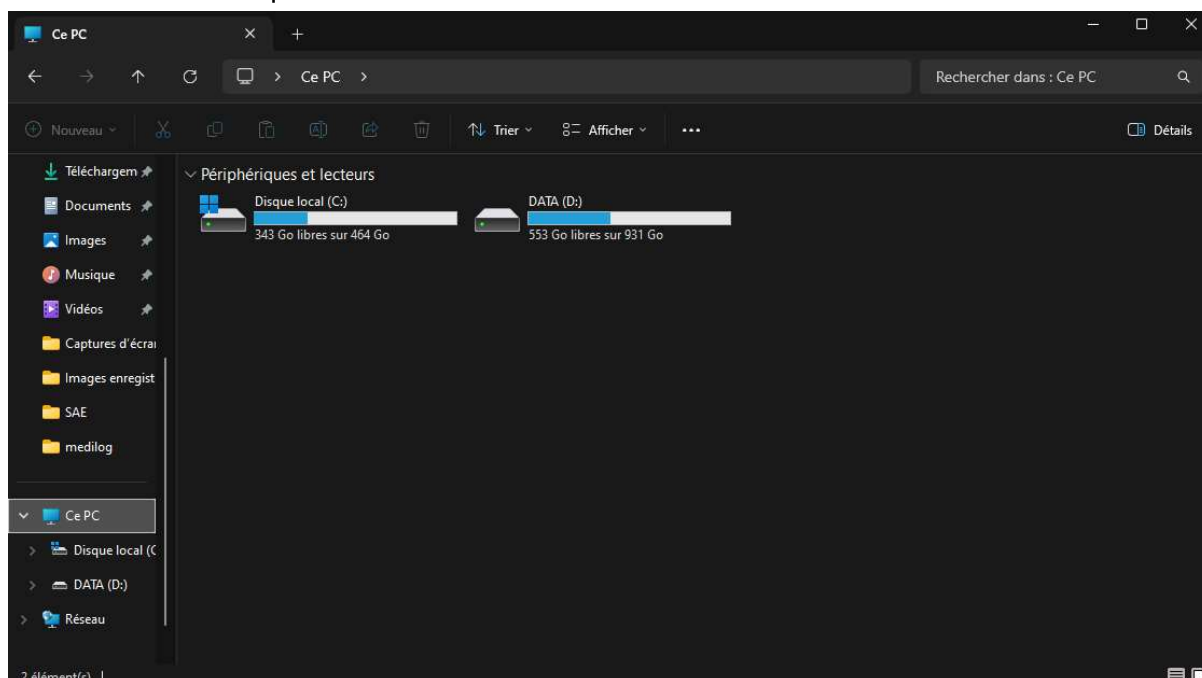 Ce PC
Ce PC
Rechercher dans : Ce PC
Nouveau
Trier
Afficher
Détails
Téléchargem
Documents
Images
Musique
Vidéos
Captures d'écran
Images enregist
SAE
medilog
Ce PC
Disque local (C
DATA (D:)
Réseau
Périphériques et lecteurs
Disque local (C:)
343 Go libres sur 464 Go
DATA (D:)
553 Go libres sur 931 Go
2 élément(s)